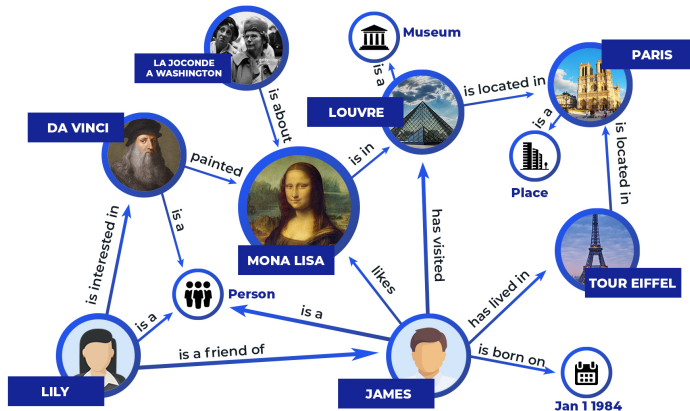 LA JOCONDE
A WASHINGTON
Museum
is a
PARIS
LOUVRE
is located in
is about
DA VINCI
painted
is in
is a
Place
is located in
is a
MONA LISA
has visited
TOUR EIFFEL
is interested in
Person
likes
has lived in
is a
is a
is a friend of
is born on
LILY
JAMES
Jan 1 1984